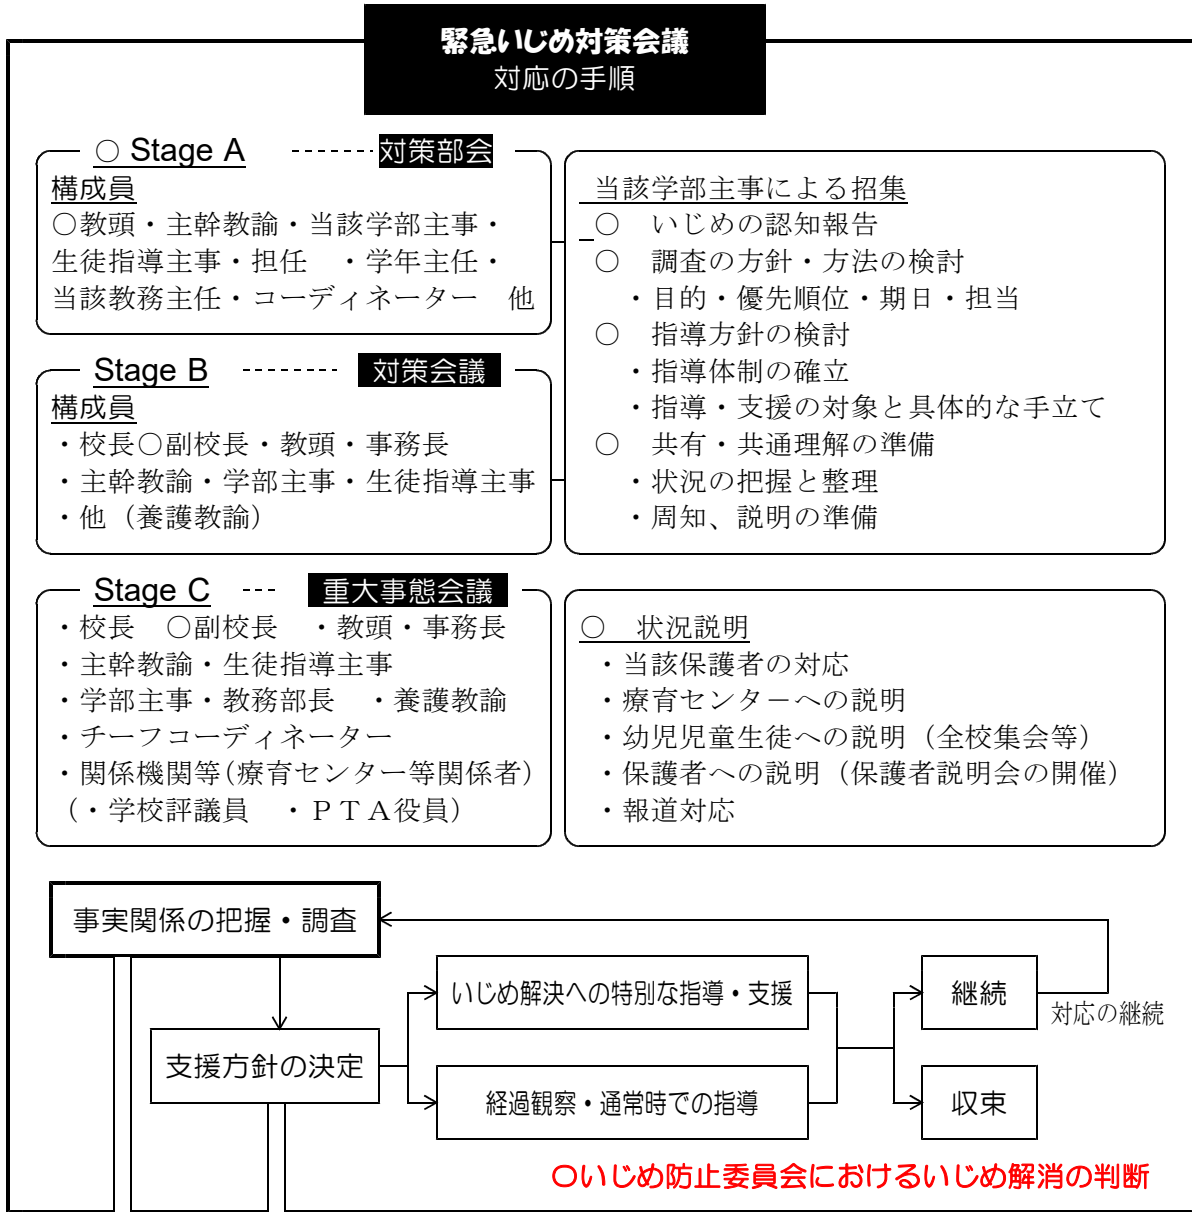 緊急いじめ対策会議
対応の手順
○ Stage A ------- 対策部会
構成員
○教頭・主幹教諭・当該学部主事・
生徒指導主事・担任　・学年主任・
当該教務主任・コーディネーター　他
Stage B ------- 対策会議
構成員
・校長○副校長・教頭・事務長
・主幹教諭・学部主事・生徒指導主事
・他（養護教諭）
当該学部主事による招集
○　いじめの認知報告
○　調査の方針・方法の検討
・目的・優先順位・期日・担当
○　指導方針の検討
・指導体制の確立
・指導・支援の対象と具体的な手立て
○　共有・共通理解の準備
・状況の把握と整理
・周知、説明の準備
Stage C --- 重大事態会議
・校長　○副校長　・教頭・事務長
・主幹教諭・生徒指導主事
・学部主事・教務部長　・養護教諭
・チーフコーディネーター
・関係機関等（療育センター等関係者）
（・学校評議員　・ＰＴＡ役員）
○　状況説明
・当該保護者の対応
・療育センターへの説明
・幼児児童生徒への説明（全校集会等）
・保護者への説明（保護者説明会の開催）
・報道対応
事実関係の把握・調査
いじめ解決への特別な指導・支援
継続
対応の継続
支援方針の決定
経過観察・通常時での指導
収束
○いじめ防止委員会におけるいじめ解消の判断